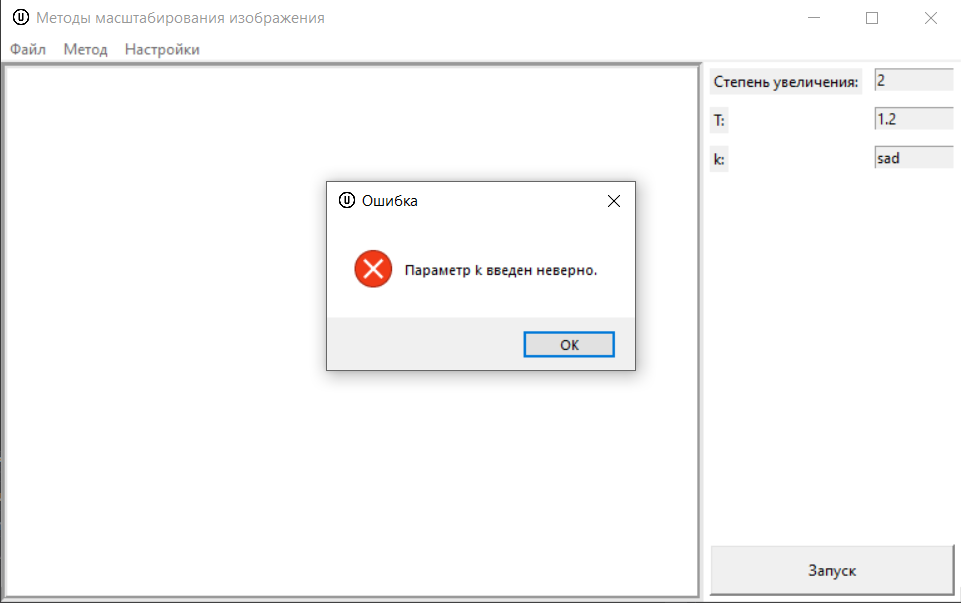 Методы масштабирования изображения
Файл Метод Настройки
Степень увеличения: 2
T: 1.2
k: sad
Ошибка
Параметр k введен неверно.
OK
Запуск